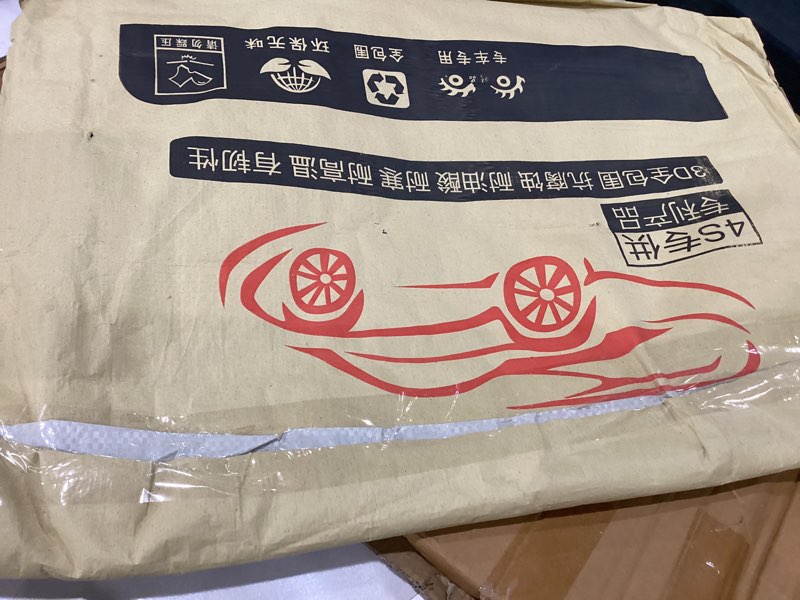 4S专供
专利产品
3D全包围 抗腐蚀 耐油酸 耐寒 耐高温 有韧性
专车专用
全包围
环保无味
请勿踩压